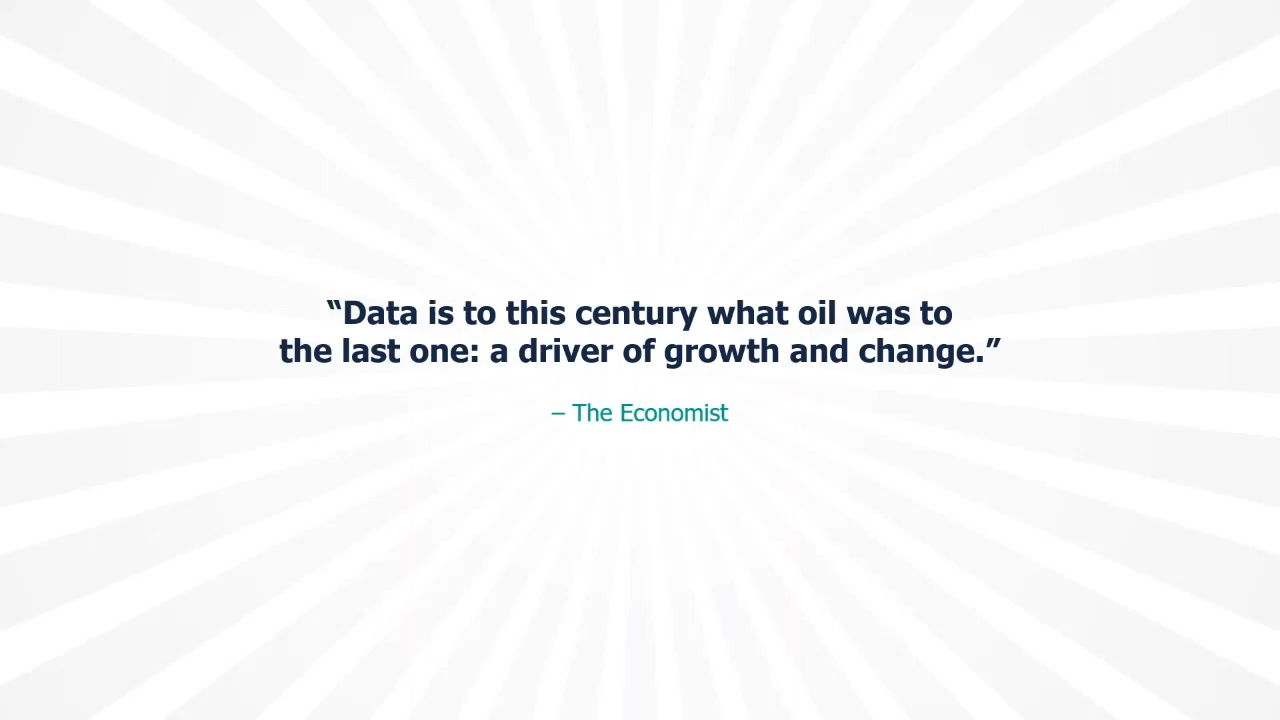 “Data is to this century what oil was to
the last one: a driver of growth and change.”
– The Economist